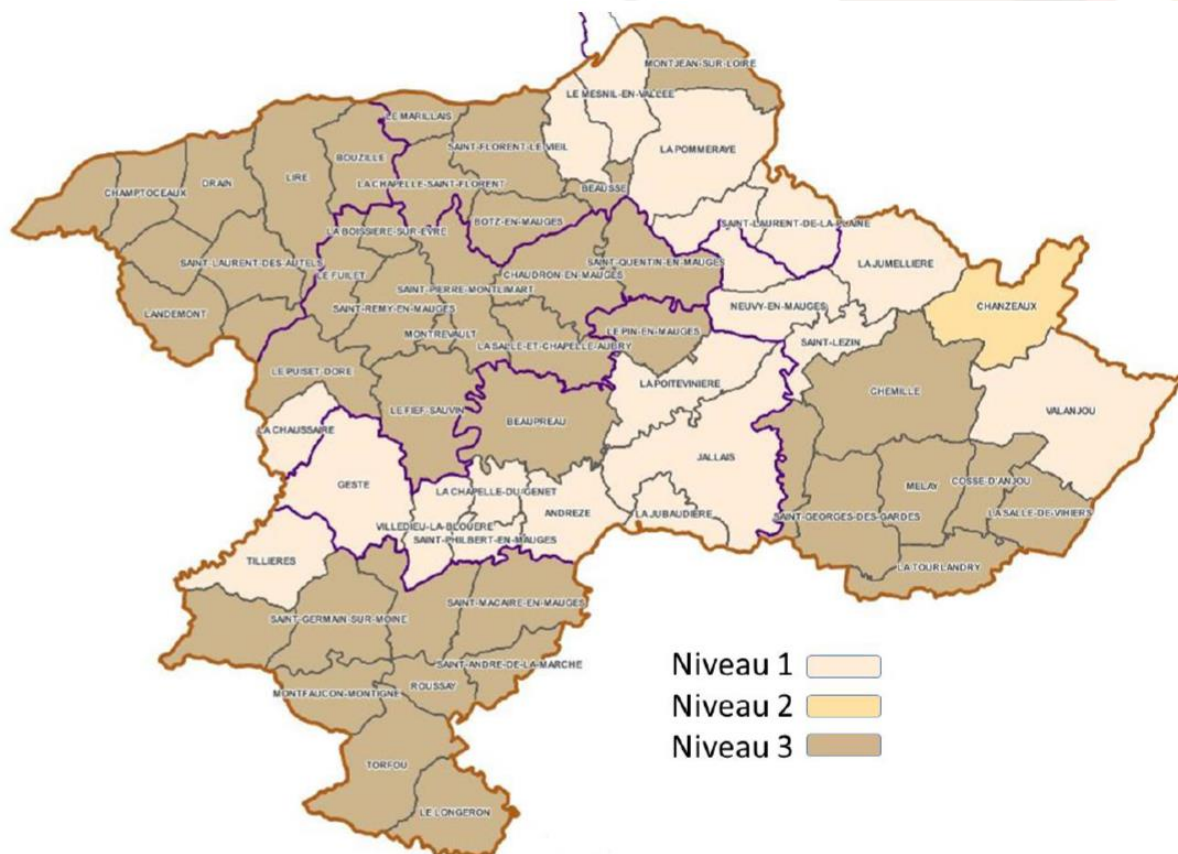 MONTJEAN-SUR-LOIRE
LE MESNIL-EN-VALLEE
LE MARILLAIS
SAINT-FLORENT-LE-VIEIL
LA POMMERAYE
BOUZILLE
LIRE
DRAIN
CHAMPTOCEAUX
LA CHAPELLE-SAINT-FLORENT
BEAUSSE
BOTZ-EN-MAUGES
SAINT-LAURENT-DE-LA-PLAINE
LA BOISSIERE-SUR-EVRE
SAINT-LAURENT-DES-AUTELS
LE FUILET
CHAUDRON-EN-MAUGES
SAINT-QUENTIN-EN-MAUGES
LA JUMELLIERE
SAINT-PIERRE-MONTLIMART
NEUVY-EN-MAUGES
CHANZEAUX
LANDEMONT
SAINT-REMY-EN-MAUGES
MONTREVAULT
LE PIN-EN-MAUGES
LA SALLE-ET-CHAPELLE-AUBRY
SAINT-LEZIN
LE PUISET-DORE
LA POITEVINIERE
CHEMILLE
LE FIEF-SAUVIN
BEAUPREAU
VALANJOU
LA CHAUSSAIRE
JALLAIS
GESTE
LA CHAPELLE-DU-GENET
MELAY
COSSE-D'ANJOU
ANDREZE
LA JUBAUDIERE
SAINT-GEORGES-DES-GARDES
LA SALLE-DE-VIHIERS
VILLEDIEU-LA-BLOUERE
SAINT-PHILBERT-EN-MAUGES
TILLIERES
LA TOURLANDRY
SAINT-MACAIRE-EN-MAUGES
SAINT-GERMAIN-SUR-MOINE
SAINT-ANDRE-DE-LA-MARCHE
ROUSSAY
MONTFAUCON-MONTIGNE
TORFOU
LE LONGERON
Niveau 1
Niveau 2
Niveau 3